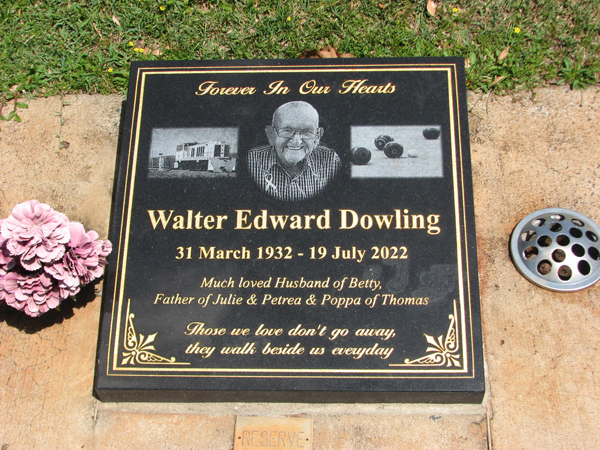 Forever In Our Hearts
Walter Edward Dowling
31 March 1932 - 19 July 2022
Much loved Husband of Betty,
Father of Julie & Petrea & Poppa of Thomas
Those we love don't go away,
they walk beside us everyday
RESERVE